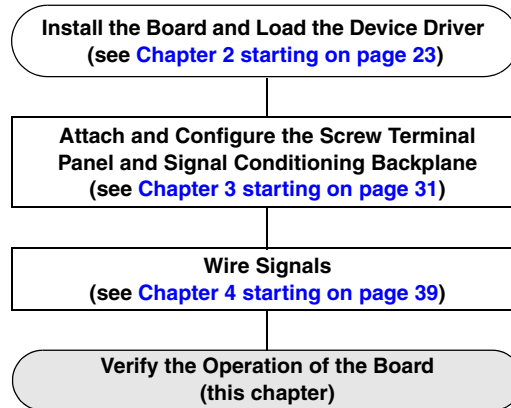 Install the Board and Load the Device Driver
(see Chapter 2 starting on page 23)
Attach and Configure the Screw Terminal
Panel and Signal Conditioning Backplane
(see Chapter 3 starting on page 31)
Wire Signals
(see Chapter 4 starting on page 39)
Verify the Operation of the Board
(this chapter)